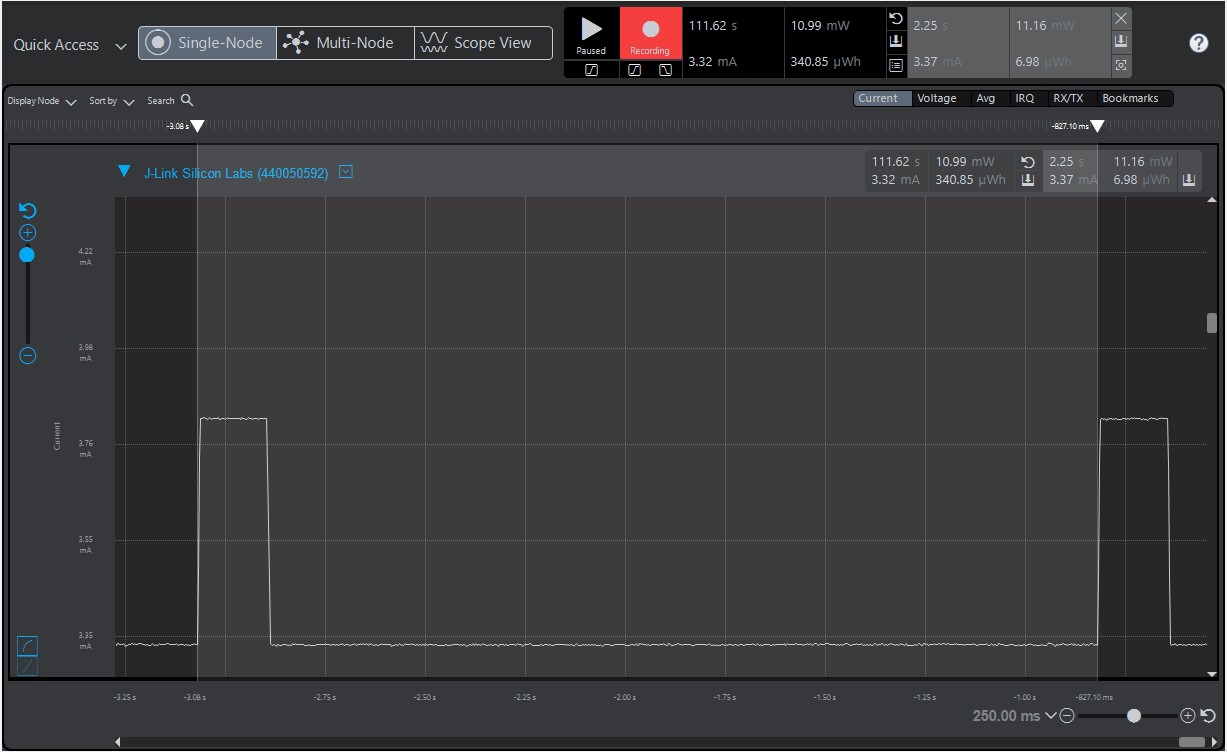 Quick Access Single-Node Multi-Node Scope View
Paused Recording
111.62 s 10.99 mW 2.25 s 11.16 mW
3.32 mA 340.85 µWh 3.37 mA 6.98 µWh
Display Node Sort by Search
Current Voltage Avg IRQ RX/TX Bookmarks
-3.08 s -827.10 ms
J-Link Silicon Labs (440050592)
111.62 s 10.99 mW 2.25 s 11.16 mW
3.32 mA 340.85 µWh 3.37 mA 6.98 µWh
4.22
mA
3.98
mA
Current
3.76
mA
3.55
mA
3.35
mA
-3.25 s -3.08 s -2.75 s -2.50 s -2.25 s -2.00 s -1.75 s -1.50 s -1.25 s -1.00 s -827.10 ms
250.00 ms